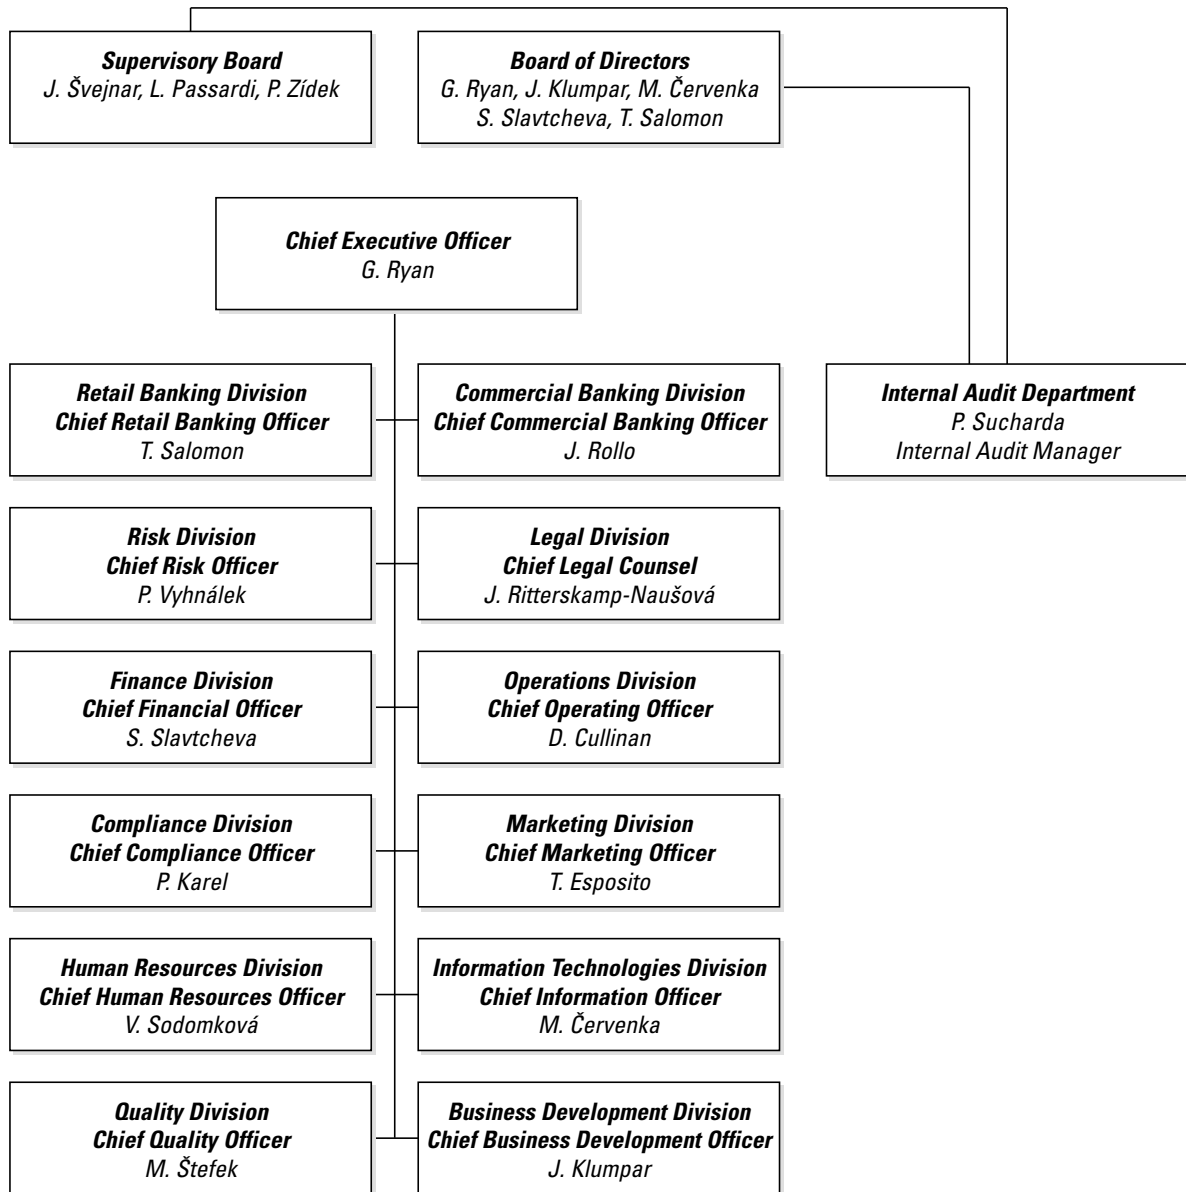 Supervisory Board
J. Švejnar, L. Passardi, P. Zídek
Board of Directors
G. Ryan, J. Klumpar, M. Červenka
S. Slavtcheva, T. Salomon
Chief Executive Officer
G. Ryan
Retail Banking Division
Chief Retail Banking Officer
T. Salomon
Commercial Banking Division
Chief Commercial Banking Officer
J. Rollo
Internal Audit Department
P. Sucharda
Internal Audit Manager
Risk Division
Chief Risk Officer
P. Vyhnálek
Legal Division
Chief Legal Counsel
J. Ritterskamp-Naušová
Finance Division
Chief Financial Officer
S. Slavtcheva
Operations Division
Chief Operating Officer
D. Cullinan
Compliance Division
Chief Compliance Officer
P. Karel
Marketing Division
Chief Marketing Officer
T. Esposito
Human Resources Division
Chief Human Resources Officer
V. Sodomková
Information Technologies Division
Chief Information Officer
M. Červenka
Quality Division
Chief Quality Officer
M. Štefek
Business Development Division
Chief Business Development Officer
J. Klumpar